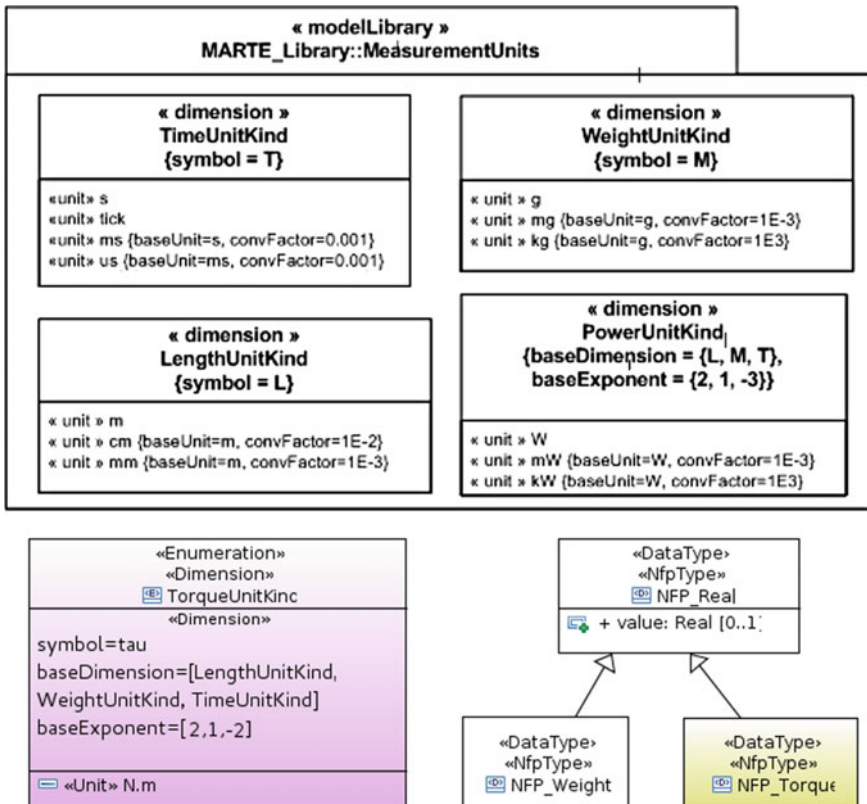 « modelLibrary »
MARTE_Library::MeasurementUnits
« dimension »
TimeUnitKind
{symbol = T}
«unit» s
«unit» tick
«unit» ms {baseUnit=s, convFactor=0.001}
«unit» us {baseUnit=ms, convFactor=0.001}
« dimension »
WeightUnitKind
{symbol = M}
« unit » g
« unit » mg {baseUnit=g, convFactor=1E-3}
« unit » kg {baseUnit=g, convFactor=1E3}
« dimension »
LengthUnitKind
{symbol = L}
« unit » m
« unit » cm {baseUnit=m, convFactor=1E-2}
« unit » mm {baseUnit=m, convFactor=1E-3}
« dimension »
PowerUnitKind
{baseDimension = {L, M, T},
baseExponent = {2, 1, -3}}
« unit » W
« unit » mW {baseUnit=W, convFactor=1E-3}
« unit » kW {baseUnit=W, convFactor=1E3}
«Enumeration»
«Dimension»
TorqueUnitKinc
«Dimension»
symbol=tau
baseDimension=[LengthUnitKind,
WeightUnitKind, TimeUnitKind]
baseExponent=[2,1,-2]
«Unit» N.m
«DataType»
«NfpType»
NFP_Real
+ value: Real [0..1]
«DataType»
«NfpType»
NFP_Weight
«DataType»
«NfpType»
NFP_Torque